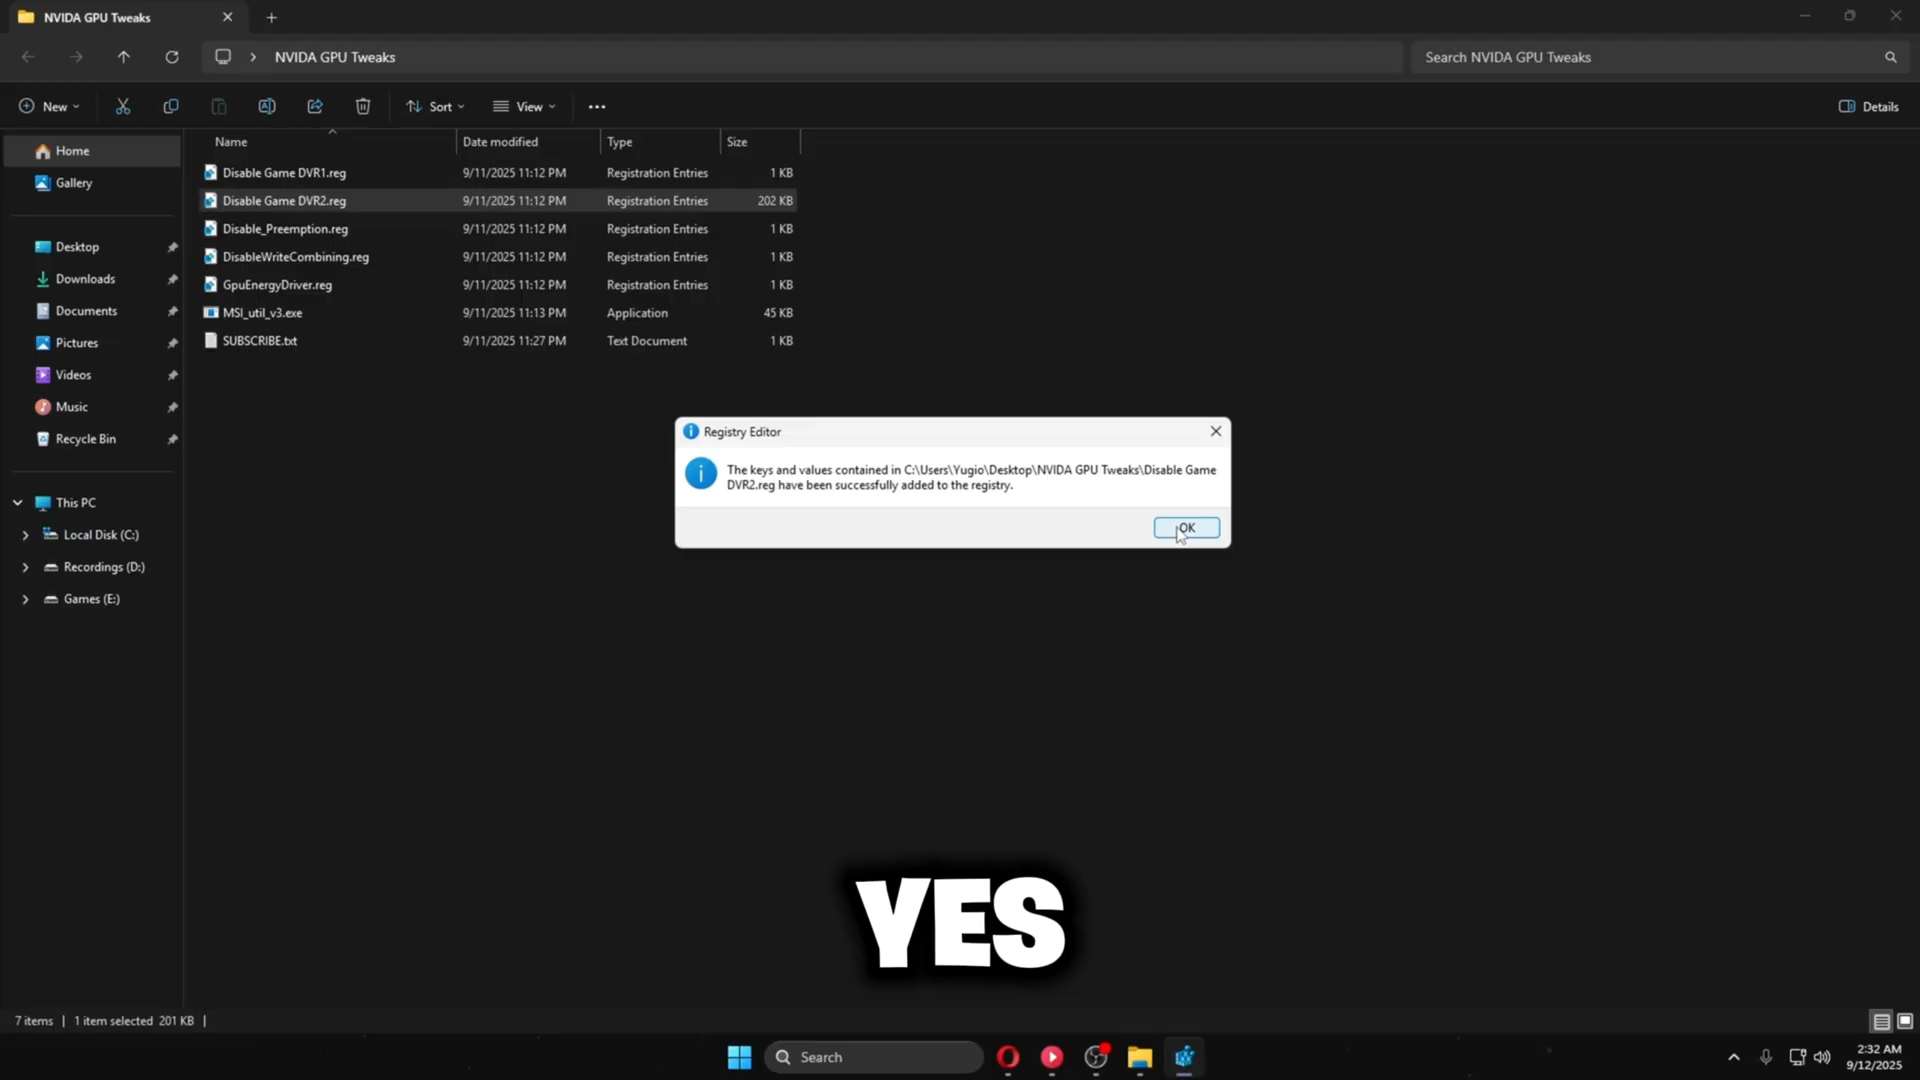 NVIDA GPU Tweaks
NVIDA GPU Tweaks
Search NVIDA GPU Tweaks
New
Sort
View
Details
Name
Date modified
Type
Size
Home
Gallery
Desktop
Downloads
Documents
Pictures
Videos
Music
Recycle Bin
This PC
Local Disk (C:)
Recordings (D:)
Games (E:)
Disable Game DVR1.reg 9/11/2025 11:12 PM Registration Entries 1 KB
Disable Game DVR2.reg 9/11/2025 11:12 PM Registration Entries 202 KB
Disable_Preemption.reg 9/11/2025 11:12 PM Registration Entries 1 KB
DisableWriteCombining.reg 9/11/2025 11:12 PM Registration Entries 1 KB
GpuEnergyDriver.reg 9/11/2025 11:12 PM Registration Entries 1 KB
MSI_util_v3.exe 9/11/2025 11:13 PM Application 45 KB
SUBSCRIBE.txt 9/11/2025 11:27 PM Text Document 1 KB
Registry Editor
The keys and values contained in C:\Users\Yugio\Desktop\NVIDA GPU Tweaks\Disable Game
DVR2.reg have been successfully added to the registry.
OK
YES
7 items
1 item selected 201 KB
Search
2:32 AM
9/12/2025